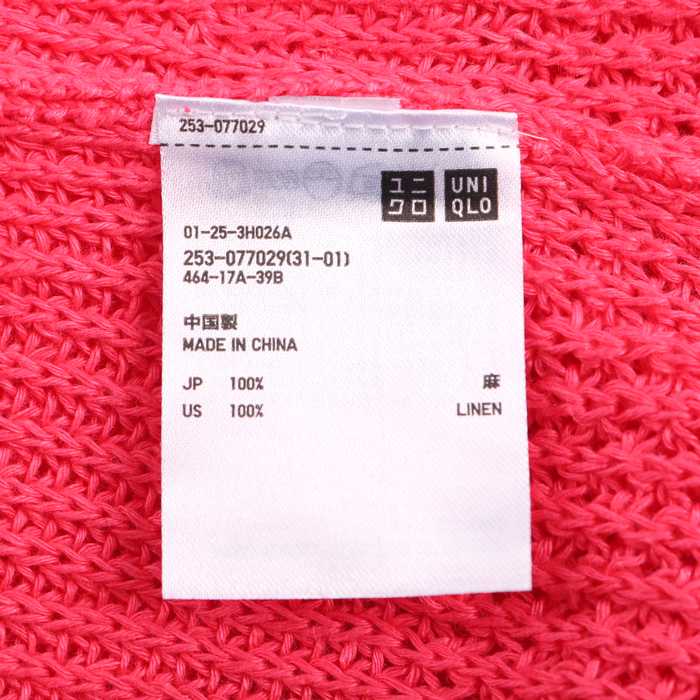 253-077029
ユニ
クロ
UNI
QLO
01-25-3H026A
253-077029(31-01)
464-17A-39B
中国製
MADE IN CHINA
JP 100% 麻
US 100% LINEN